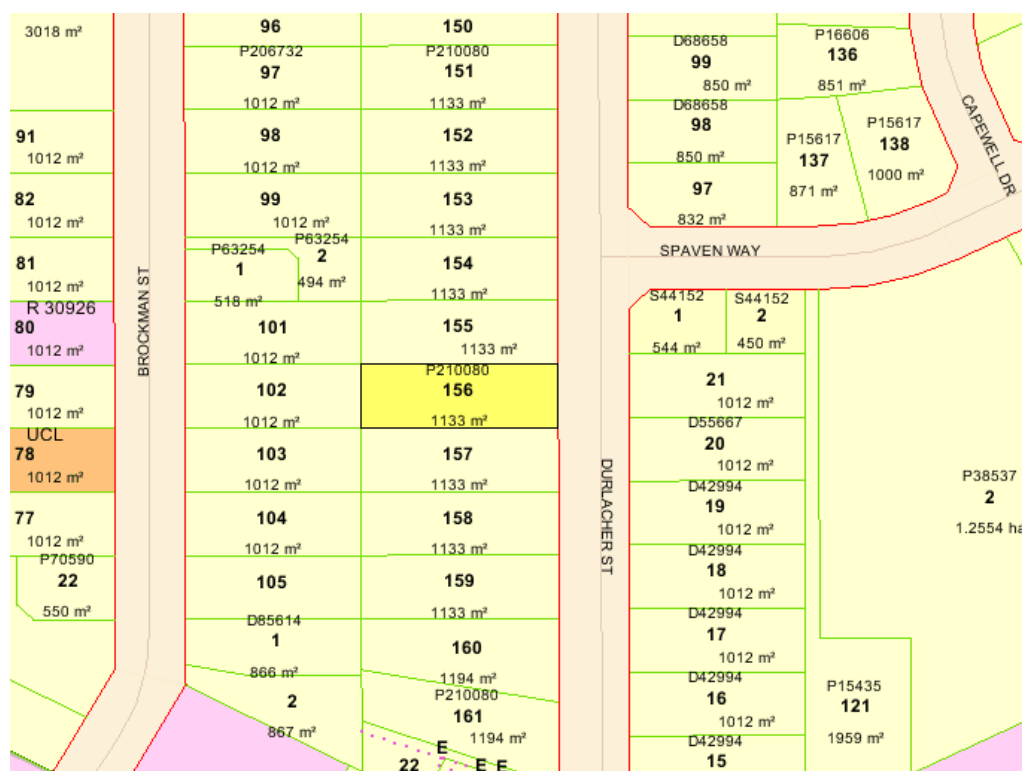 3018 m²
91
1012 m²
82
1012 m²
81
1012 m²
R 30926
80
1012 m²
79
1012 m²
UCL
78
1012 m²
77
1012 m²
P70590
22
550 m²
BROCKMAN ST
96
P206732
97
1012 m²
98
1012 m²
99
1012 m²
P63254
1
518 m²
P63254
2
494 m²
101
1012 m²
102
1012 m²
103
1012 m²
104
1012 m²
105
D85614
1
866 m²
2
867 m²
150
P210080
151
1133 m²
152
1133 m²
153
1133 m²
154
1133 m²
155
1133 m²
P210080
156
1133 m²
157
1133 m²
158
1133 m²
159
1133 m²
160
1194 m²
P210080
161
1194 m²
E
22
E
E
DURLACHER ST
D68658
99
850 m²
D68658
98
850 m²
97
832 m²
P16606
136
851 m²
P15617
137
871 m²
P15617
138
1000 m²
CAPEWELL DR
SPAVEN WAY
S44152
1
544 m²
S44152
2
450 m²
21
1012 m²
D55667
20
1012 m²
D42994
19
1012 m²
D42994
18
1012 m²
D42994
17
1012 m²
D42994
16
1012 m²
D42994
15
P38537
2
1.2554 ha
P15435
121
1959 m²